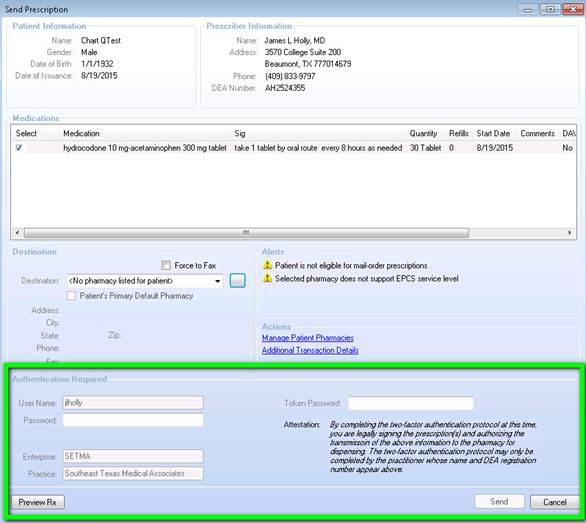 Send Prescription
Patient Information
Name: Chart QTest
Gender: Male
Date of Birth: 1/1/1932
Date of Issuance: 8/19/2015
Prescriber Information
Name: James L Holly, MD
Address: 3570 College Suite 200
Beaumont, TX 777014679
Phone: (409) 833-9797
DEA Number: AH2524355
Medications
Select Medication Sig Quantity Refills Start Date Comments DAV
hydrocodone 10 mg-acetaminophen 300 mg tablet take 1 tablet by oral route every 8 hours as needed 30 Tablet 0 8/19/2015 No
Destination
Force to Fax
Destination: <No pharmacy listed for patient> ...
Patient's Primary Default Pharmacy
Address:
City:
State: Zip:
Phone:
Fax:
Alerts
Patient is not eligible for mail-order prescriptions
Selected pharmacy does not support EPCS service level
Actions
Manage Patient Pharmacies
Additional Transaction Details
Authentication Required
User Name: jlholly
Password:
Enterprise: SETMA
Practice: Southeast Texas Medical Associates
Token Password:
Attestation: By completing the two-factor authentication protocol at this time,
you are legally signing the prescription(s) and authorizing the
transmission of the above information to the pharmacy for
dispensing. The two-factor authentication protocol may only be
completed by the practitioner whose name and DEA registration
number appear above.
Preview Rx Send Cancel